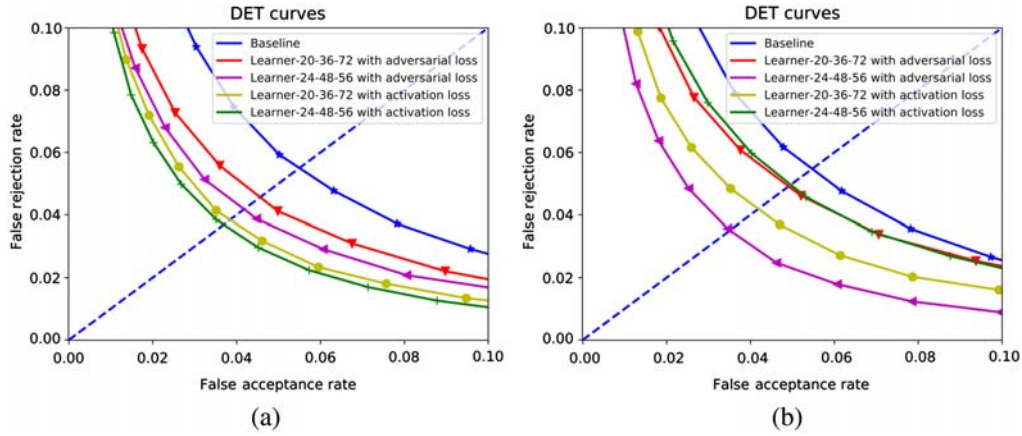 DET curves
0.10
0.08
0.06
0.04
0.02
0.00
False rejection rate
Baseline
Learner-20-36-72 with adversarial loss
Learner-24-48-56 with adversarial loss
Learner-20-36-72 with activation loss
Learner-24-48-56 with activation loss
0.00 0.02 0.04 0.06 0.08 0.10
False acceptance rate
(a)
DET curves
0.10
0.08
0.06
0.04
0.02
0.00
False rejection rate
Baseline
Learner-20-36-72 with adversarial loss
Learner-24-48-56 with adversarial loss
Learner-20-36-72 with activation loss
Learner-24-48-56 with activation loss
0.00 0.02 0.04 0.06 0.08 0.10
False acceptance rate
(b)